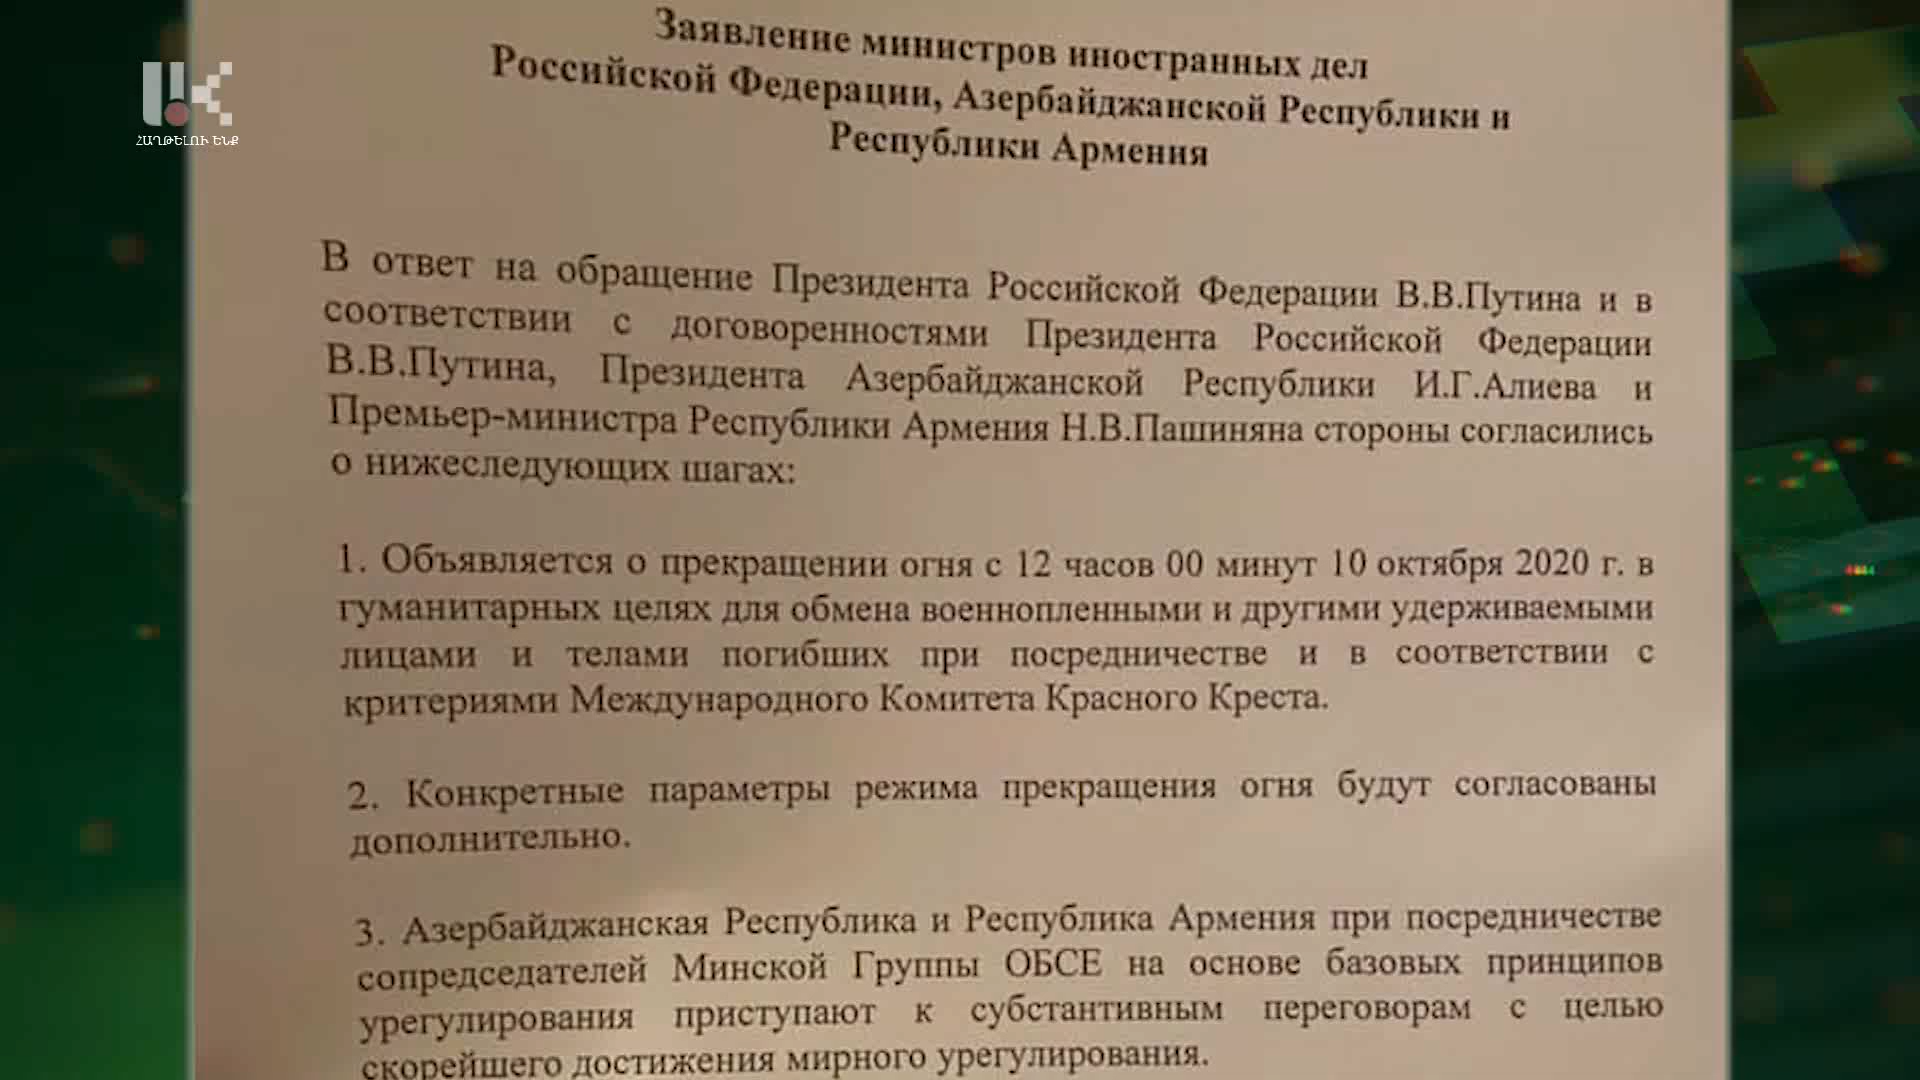 ՀԱՂԹԵԼՈՒ ԵՆՔ
Заявление министров иностранных дел
Российской Федерации, Азербайджанской Республики и
Республики Армения
В ответ на обращение Президента Российской Федерации В.В.Путина и в
соответствии с договоренностями Президента Российской Федерации
В.В.Путина, Президента Азербайджанской Республики И.Г.Алиева и
Премьер-министра Республики Армения Н.В.Пашиняна стороны согласились
о нижеследующих шагах:
1. Объявляется о прекращении огня с 12 часов 00 минут 10 октября 2020 г. в
гуманитарных целях для обмена военнопленными и другими удерживаемыми
лицами и телами погибших при посредничестве и в соответствии с
критериями Международного Комитета Красного Креста.
2. Конкретные параметры режима прекращения огня будут согласованы
дополнительно.
3. Азербайджанская Республика и Республика Армения при посредничестве
сопредседателей Минской Группы ОБСЕ на основе базовых принципов
урегулирования приступают к субстантивным переговорам с целью
скорейшего достижения мирного урегулирования.